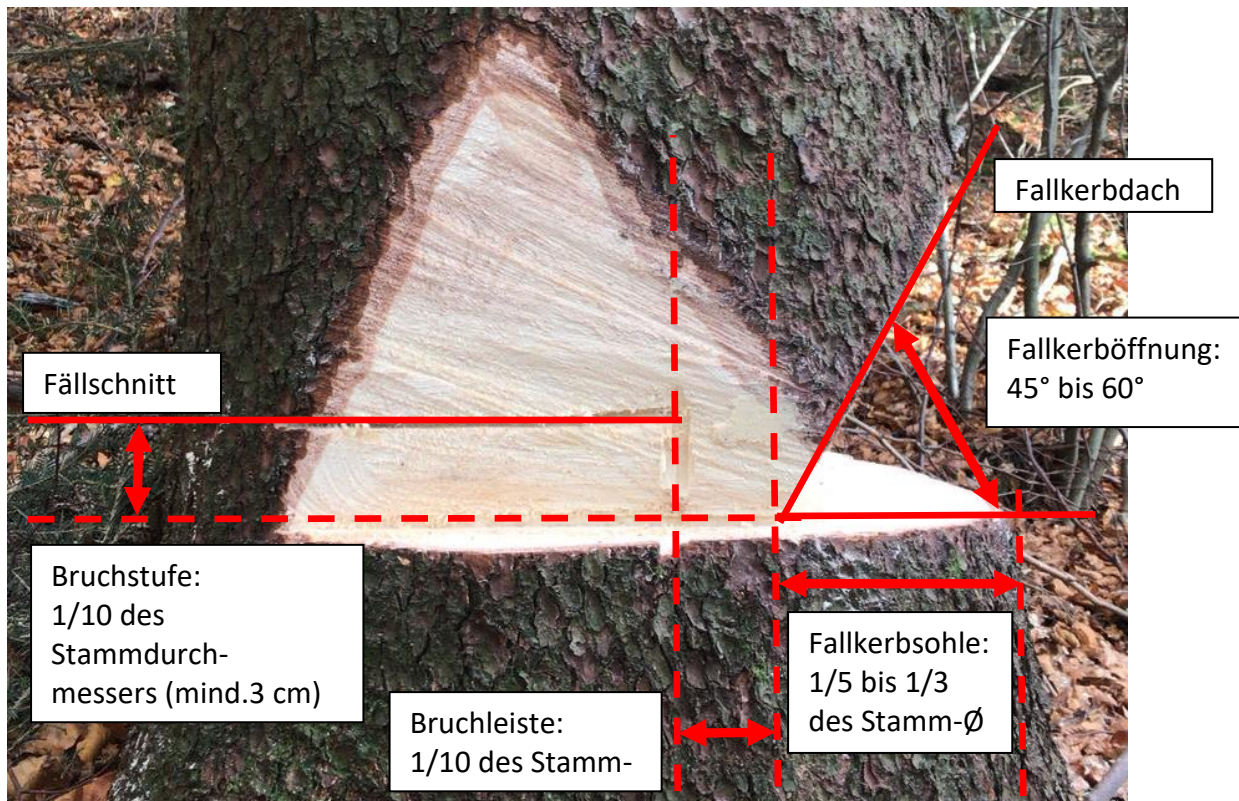 Fallkerbdach
Fallkerböffnung:
45° bis 60°
Fällschnitt
Bruchstufe:
1/10 des
Stammdurch-
messers (mind.3 cm)
Fallkerbsohle:
1/5 bis 1/3
des Stamm-Ø
Bruchleiste:
1/10 des Stamm-